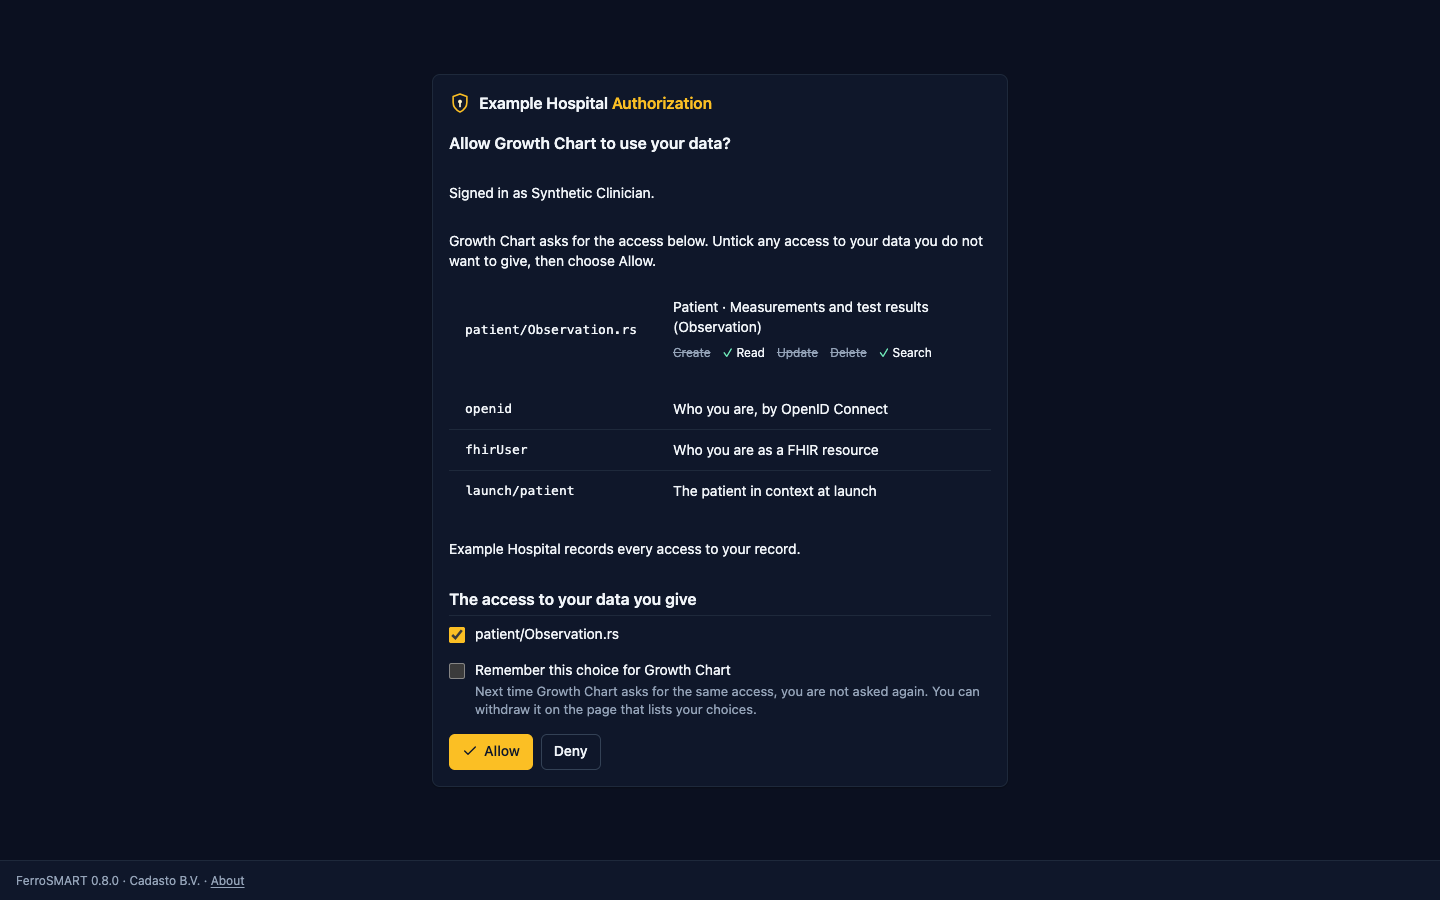 Example Hospital Authorization
Allow Growth Chart to use your data?
Signed in as Synthetic Clinician.
Growth Chart asks for the access below. Untick any access to your data you do not
want to give, then choose Allow.
patient/Observation.rs
Patient · Measurements and test results
(Observation)
Create Read Update Delete Search
openid Who you are, by OpenID Connect
fhirUser Who you are as a FHIR resource
launch/patient The patient in context at launch
Example Hospital records every access to your record.
The access to your data you give
patient/Observation.rs
Remember this choice for Growth Chart
Next time Growth Chart asks for the same access, you are not asked again. You can
withdraw it on the page that lists your choices.
Allow Deny
FerroSMART 0.8.0 · Cadasto B.V. · About